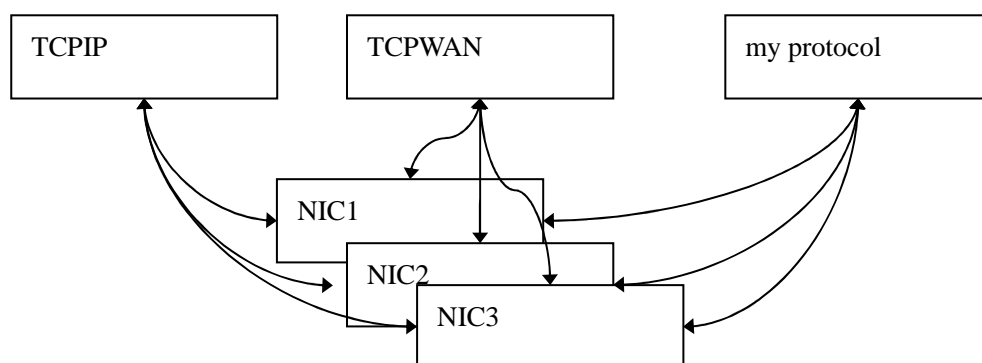 TCPIP
TCPWAN
my protocol
NIC1
NIC2
NIC3